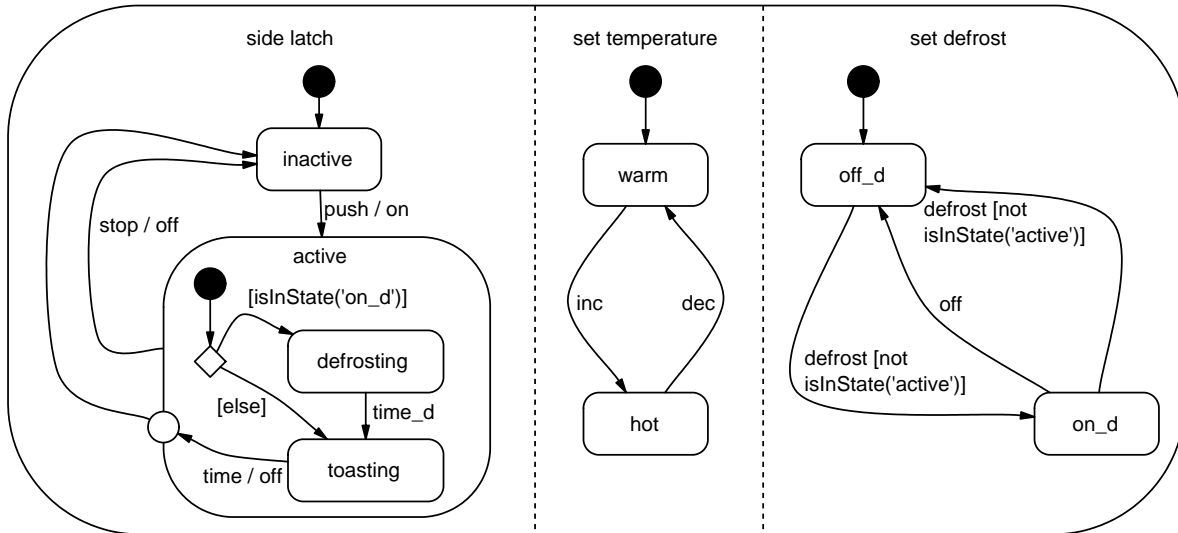 side latch
set temperature
set defrost
inactive
warm
off_d
push / on
stop / off
defrost [not
isInState('active')]
active
[isInState('on_d')]
inc
dec
off
defrosting
defrost [not
isInState('active')]
[else]
time_d
hot
on_d
time / off
toasting